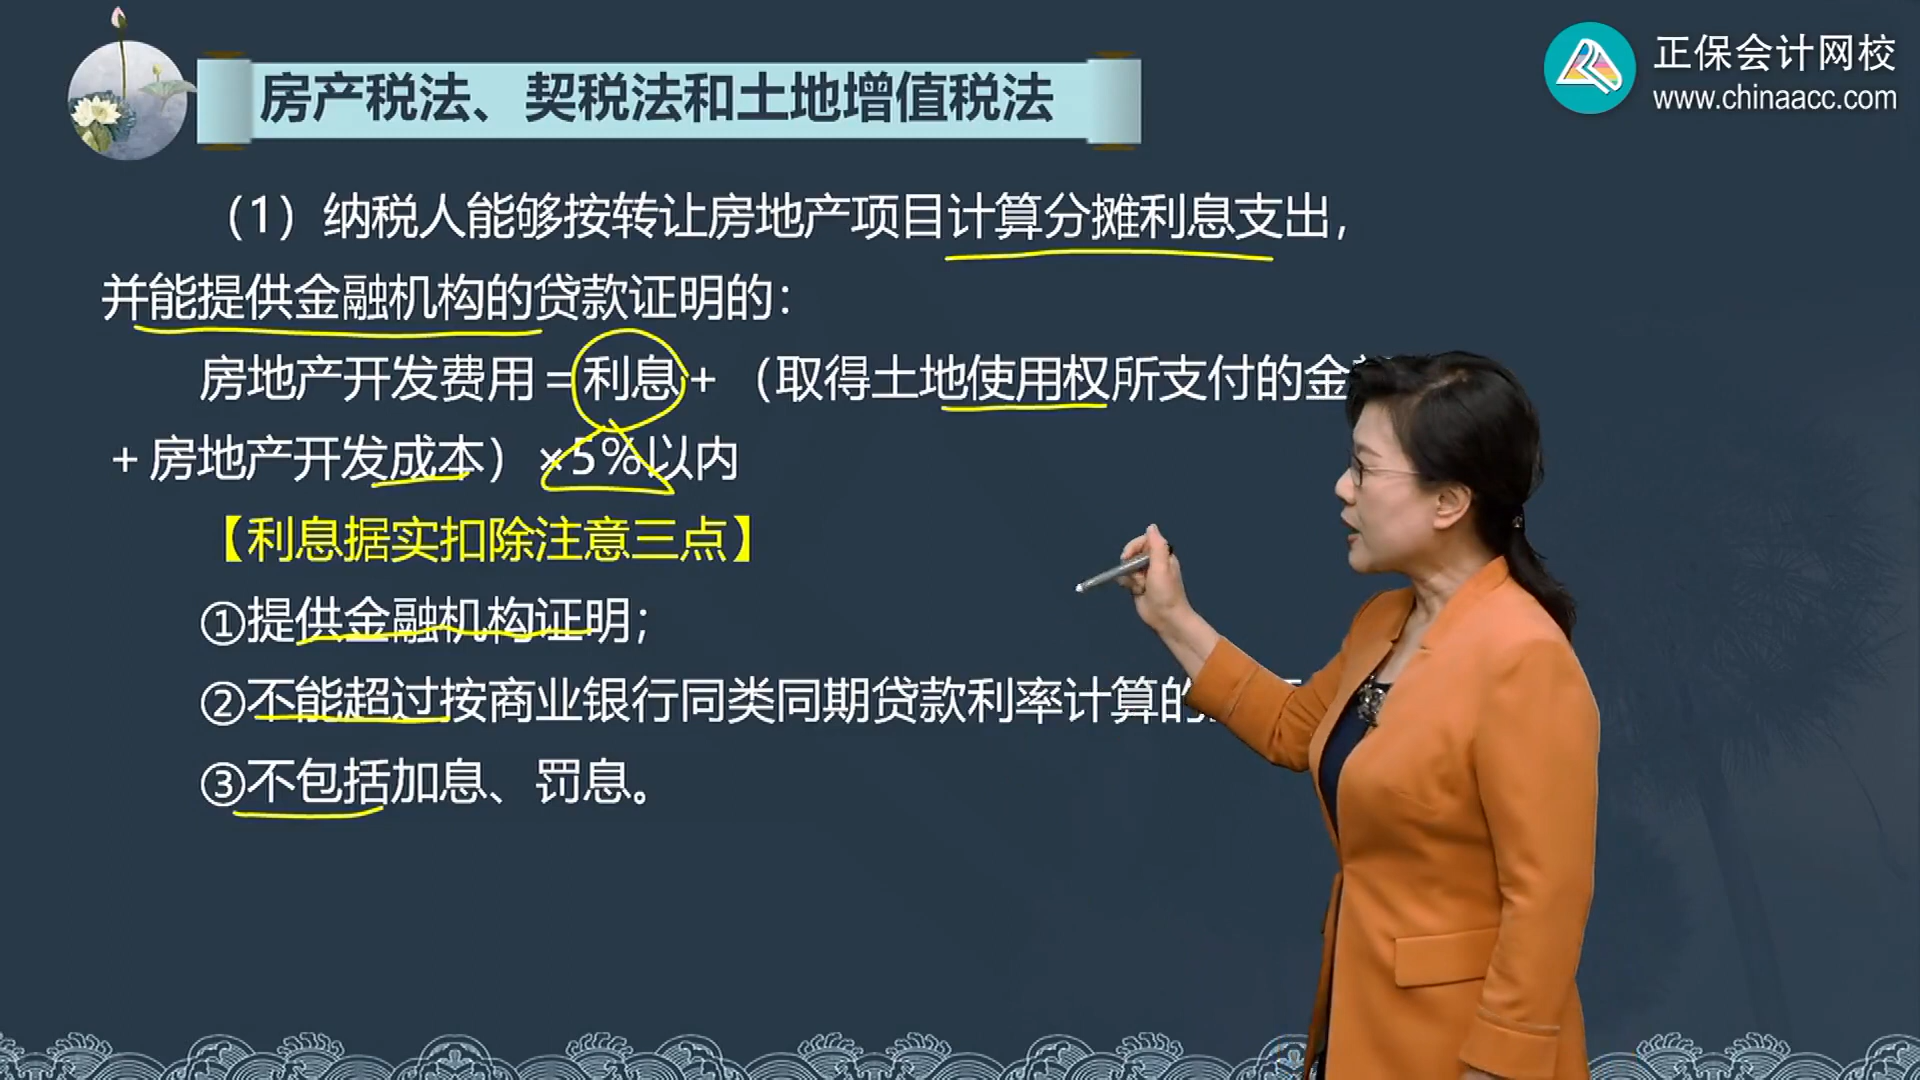 房产税法、契税法和土地增值税法
正保会计网校
www.chinaacc.com
（1）纳税人能够按转让房地产项目计算分摊利息支出，
并能提供金融机构的贷款证明的：
房地产开发费用＝利息＋（取得土地使用权所支付的金
＋房地产开发成本）×5%以内
【利息据实扣除注意三点】
①提供金融机构证明；
②不能超过按商业银行同类同期贷款利率计算的
③不包括加息、罚息。